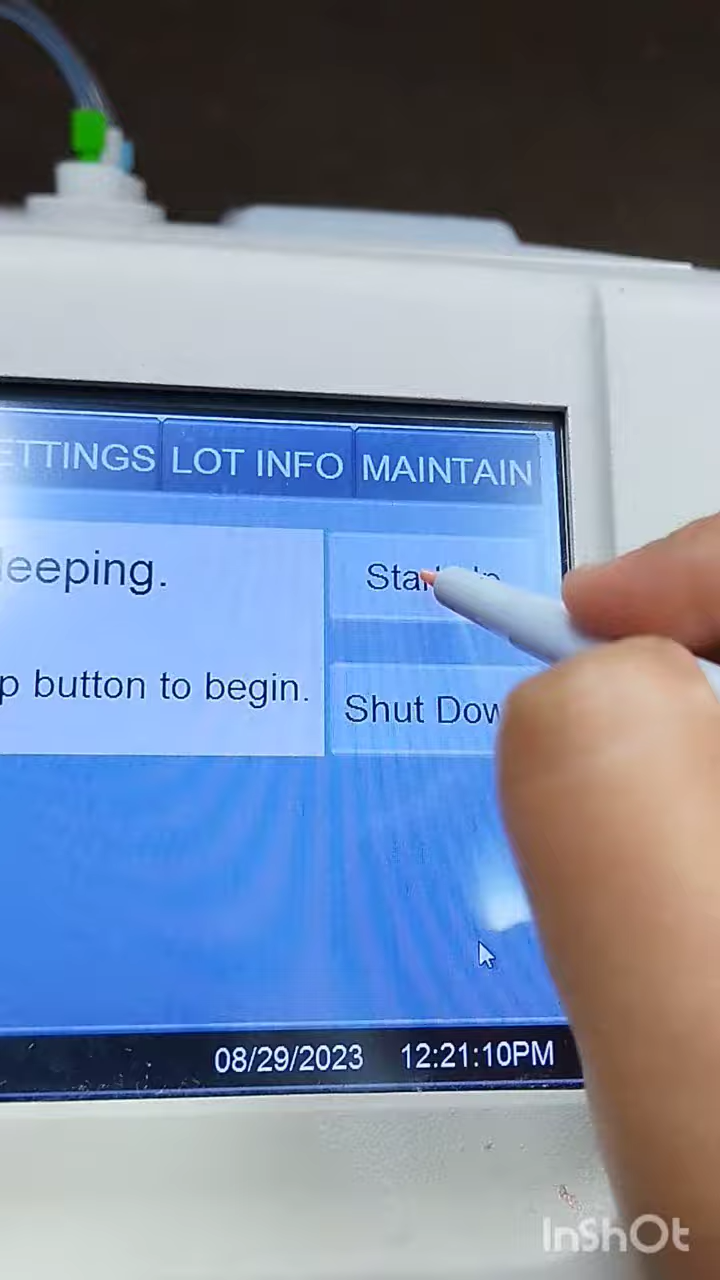 ETTINGS LOT INFO MAINTAIN
leeping.
p button to begin.
Shut Dow
08/29/2023 12:21:10PM
InShOt